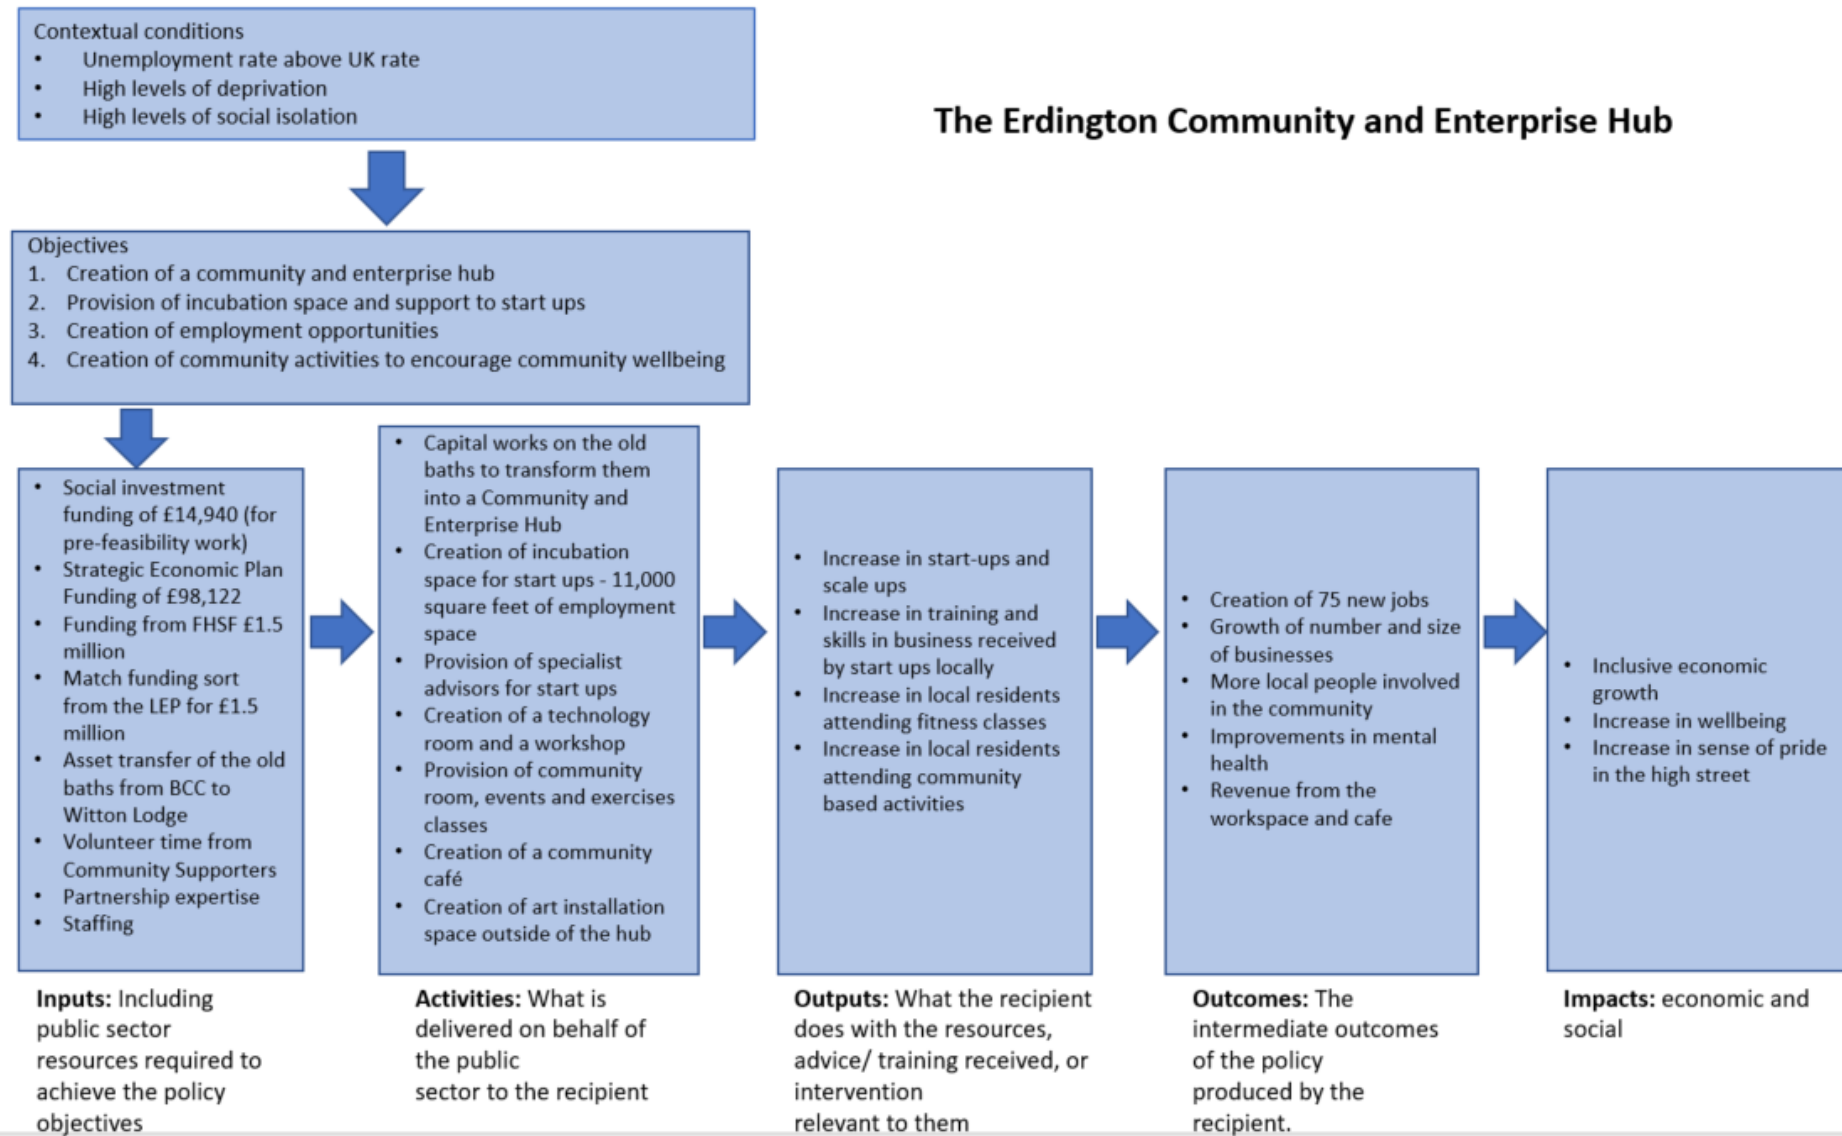 Contextual conditions
• Unemployment rate above UK rate
• High levels of deprivation
• High levels of social isolation
The Erdington Community and Enterprise Hub
Objectives
1. Creation of a community and enterprise hub
2. Provision of incubation space and support to start ups
3. Creation of employment opportunities
4. Creation of community activities to encourage community wellbeing
• Social investment
funding of £14,940 (for
pre-feasibility work)
• Strategic Economic Plan
Funding of £98,122
• Funding from FHSF £1.5
million
• Match funding sort
from the LEP for £1.5
million
• Asset transfer of the old
baths from BCC to
Witton Lodge
• Volunteer time from
Community Supporters
• Partnership expertise
• Staffing
• Capital works on the old
baths to transform them
into a Community and
Enterprise Hub
• Creation of incubation
space for start ups - 11,000
square feet of employment
space
• Provision of specialist
advisors for start ups
• Creation of a technology
room and a workshop
• Provision of community
room, events and exercises
classes
• Creation of a community
café
• Creation of art installation
space outside of the hub
• Increase in start-ups and
scale ups
• Increase in training and
skills in business received
by start ups locally
• Increase in local residents
attending fitness classes
• Increase in local residents
attending community
based activities
• Creation of 75 new jobs
• Growth of number and size
of businesses
• More local people involved
in the community
• Improvements in mental
health
• Revenue from the
workspace and cafe
• Inclusive economic
growth
• Increase in wellbeing
• Increase in sense of pride
in the high street
Inputs: Including
public sector
resources required to
achieve the policy
objectives
Activities: What is
delivered on behalf of
the public
sector to the recipient
Outputs: What the recipient
does with the resources,
advice/ training received, or
intervention
relevant to them
Outcomes: The
intermediate outcomes
of the policy
produced by the
recipient.
Impacts: economic and
social